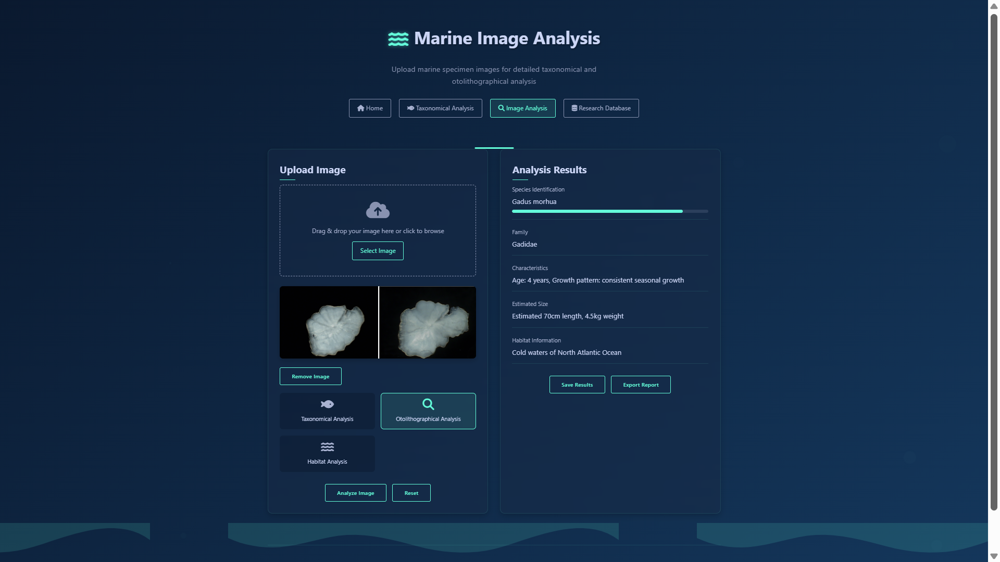 Marine Image Analysis
Upload marine specimen images for detailed taxonomical and
otolithographical analysis
Home
Taxonomical Analysis
Image Analysis
Research Database
Upload Image
Drag & drop your image here or click to browse
Select Image
Remove Image
Taxonomical Analysis
Otolithographical Analysis
Habitat Analysis
Analyze Image
Reset
Analysis Results
Species Identification
Gadus morhua
Family
Gadidae
Characteristics
Age: 4 years, Growth pattern: consistent seasonal growth
Estimated Size
Estimated 70cm length, 4.5kg weight
Habitat Information
Cold waters of North Atlantic Ocean
Save Results
Export Report